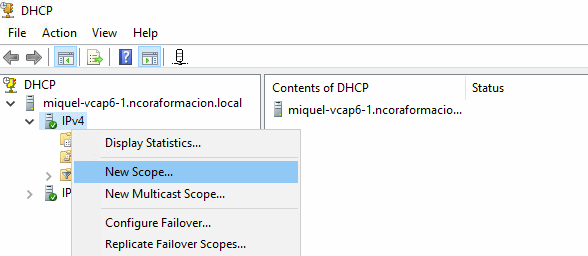 DHCP
File Action View Help
DHCP
miquel-vcap6-1.ncoraformacion.local
IPv4
IP
Display Statistics...
New Scope...
New Multicast Scope...
Configure Failover...
Replicate Failover Scopes...
Contents of DHCP Status
miquel-vcap6-1.ncoraformacio...